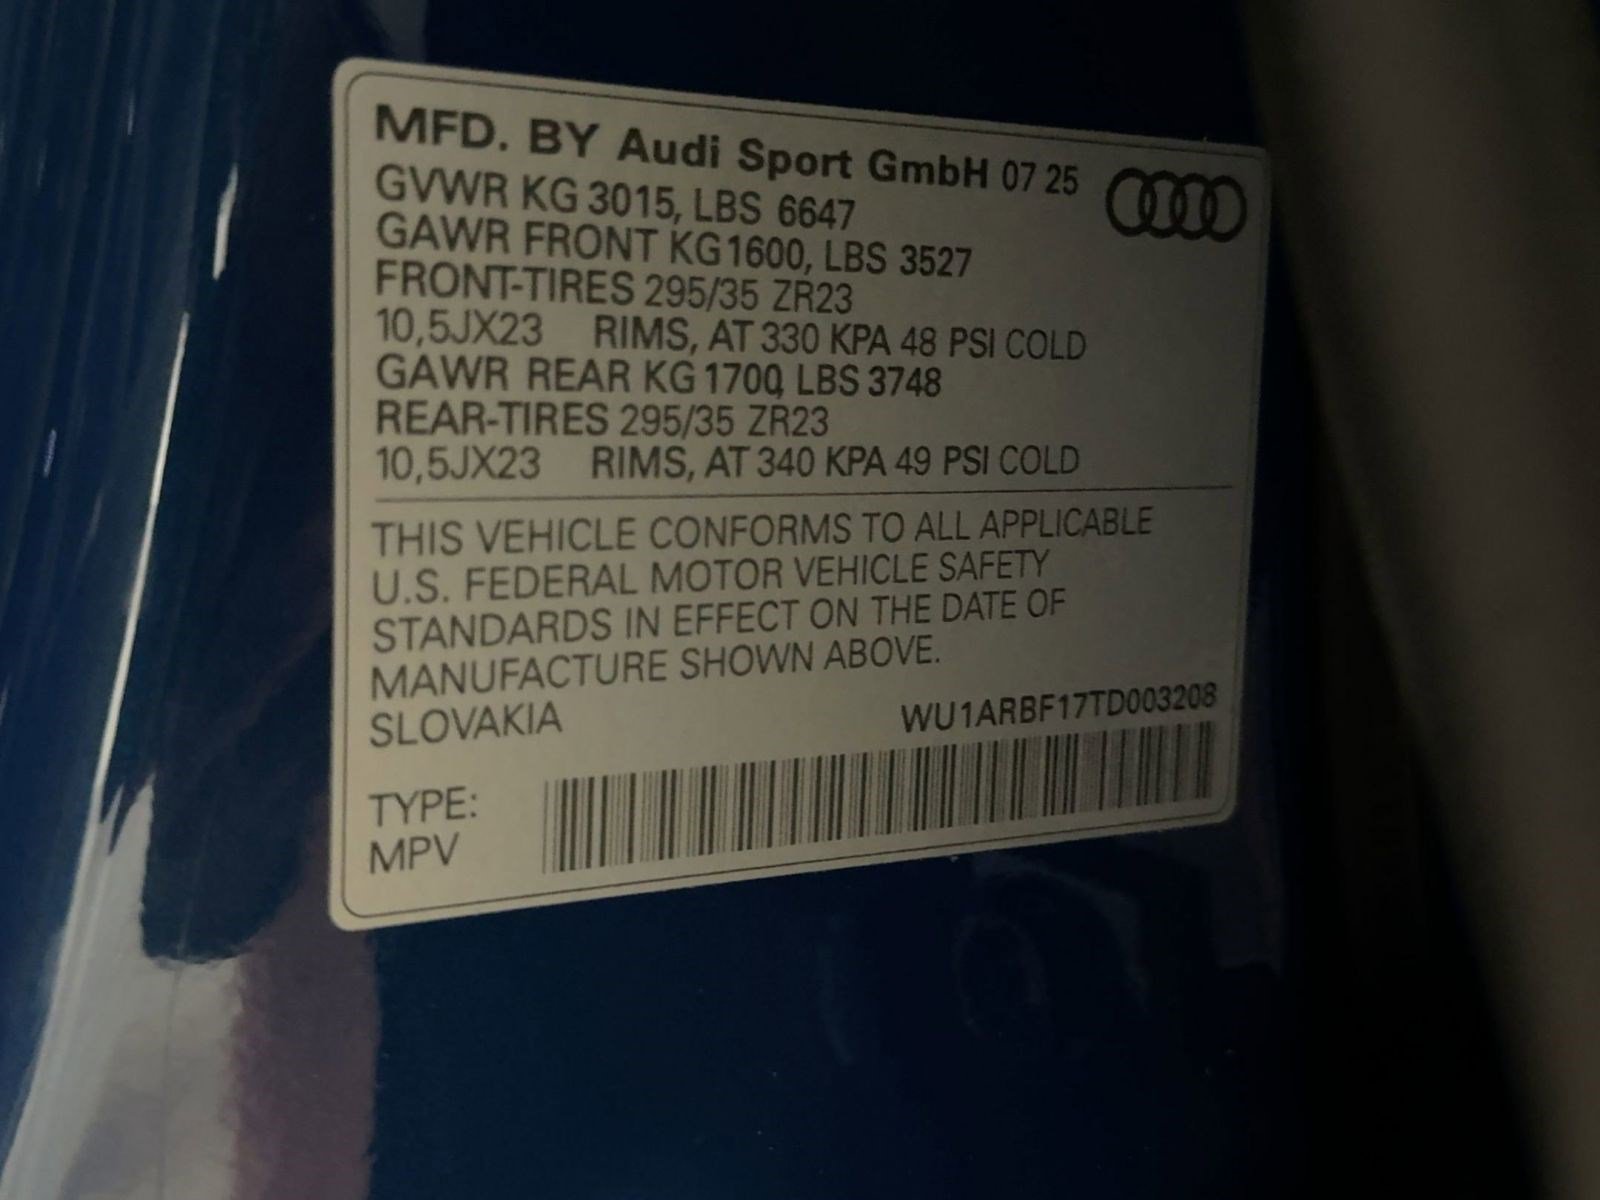 MFD. BY Audi Sport GmbH 07 25
GVWR KG 3015, LBS 6647
GAWR FRONT KG 1600, LBS 3527
FRONT-TIRES 295/35 ZR23
10,5JX23 RIMS, AT 330 KPA 48 PSI COLD
GAWR REAR KG 1700, LBS 3748
REAR-TIRES 295/35 ZR23
10,5JX23 RIMS, AT 340 KPA 49 PSI COLD
THIS VEHICLE CONFORMS TO ALL APPLICABLE
U.S. FEDERAL MOTOR VEHICLE SAFETY
STANDARDS IN EFFECT ON THE DATE OF
MANUFACTURE SHOWN ABOVE.
SLOVAKIA WU1ARBF17TD003208
TYPE:
MPV